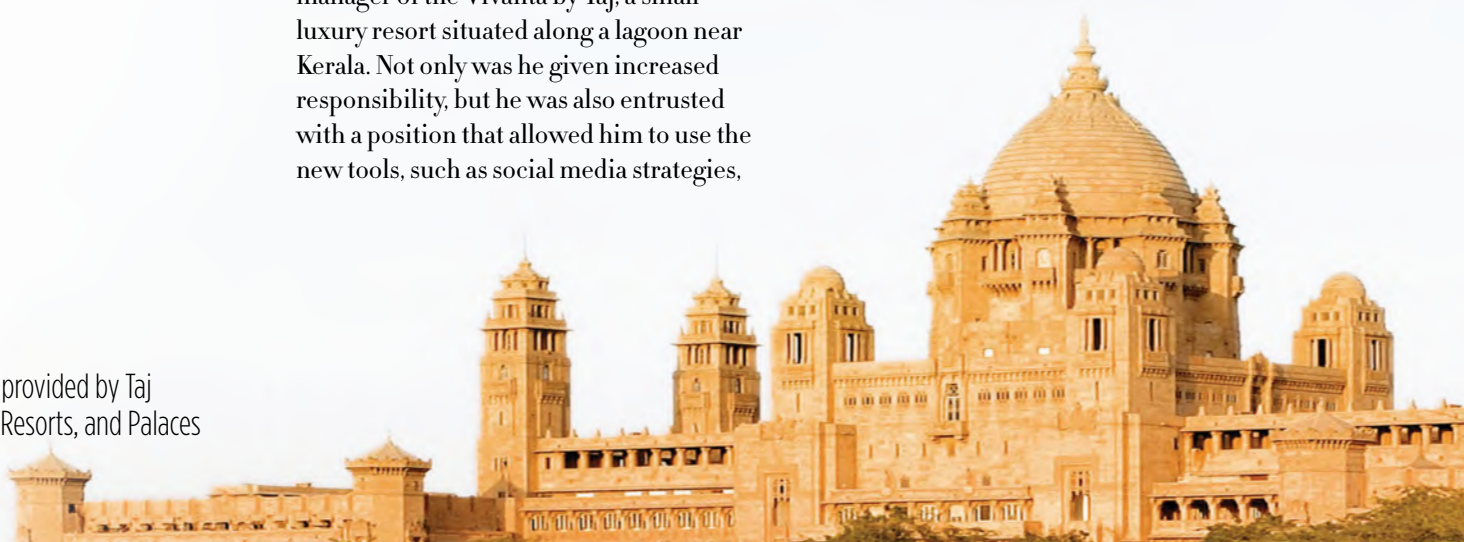 manager of the Vivanta by Taj, a small
luxury resort situated along a lagoon near
Kerala. Not only was he given increased
responsibility, but he was also entrusted
with a position that allowed him to use the
new tools, such as social media strategies,
provided by Taj
Resorts, and Palaces